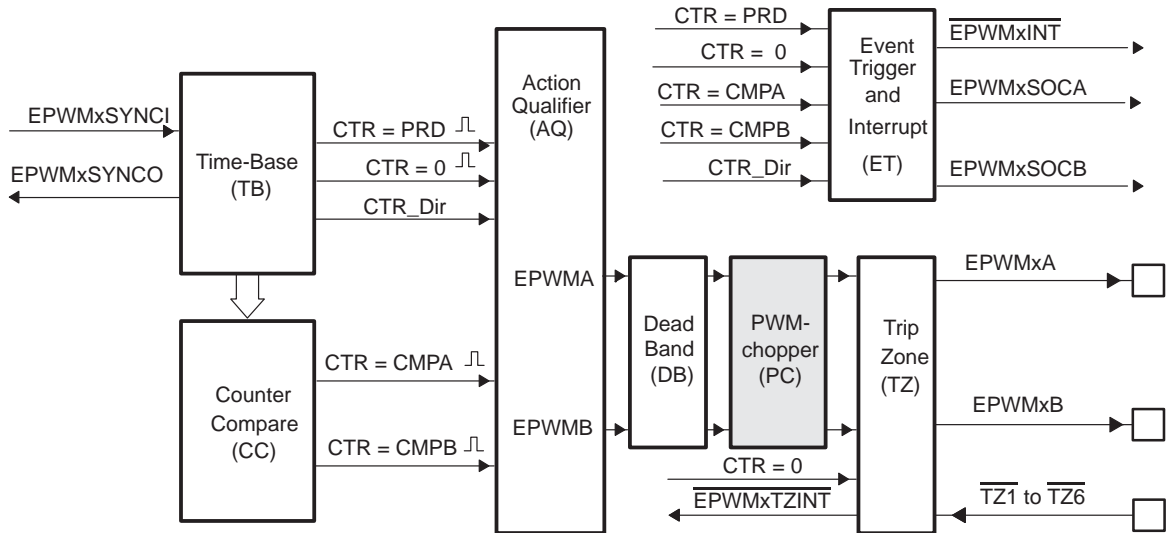 EPWMxSYNCI
EPWMxSYNCO
Time-Base
(TB)
CTR = PRD
CTR = 0
CTR_Dir
Counter
Compare
(CC)
CTR = CMPA
CTR = CMPB
Action
Qualifier
(AQ)
EPWMA
EPWMB
CTR = PRD
CTR = 0
CTR = CMPA
CTR = CMPB
CTR_Dir
Event
Trigger
and
Interrupt
(ET)
EPWMxINT
EPWMxSOCA
EPWMxSOCB
Dead
Band
(DB)
PWM-
chopper
(PC)
Trip
Zone
(TZ)
EPWMxA
EPWMxB
CTR = 0
EPWMxTZINT
TZ1 to TZ6